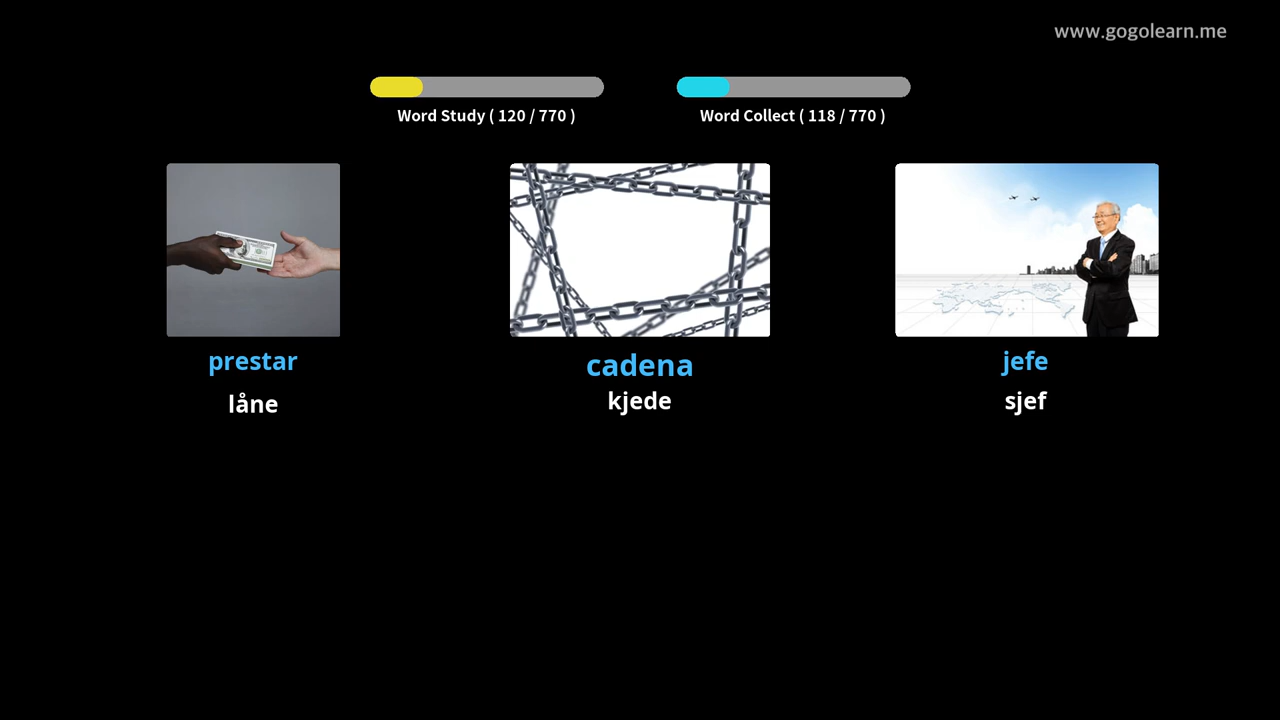 www.gogolearn.me
Word Study ( 120 / 770 )
Word Collect ( 118 / 770 )
prestar
låne
cadena
kjede
jefe
sjef